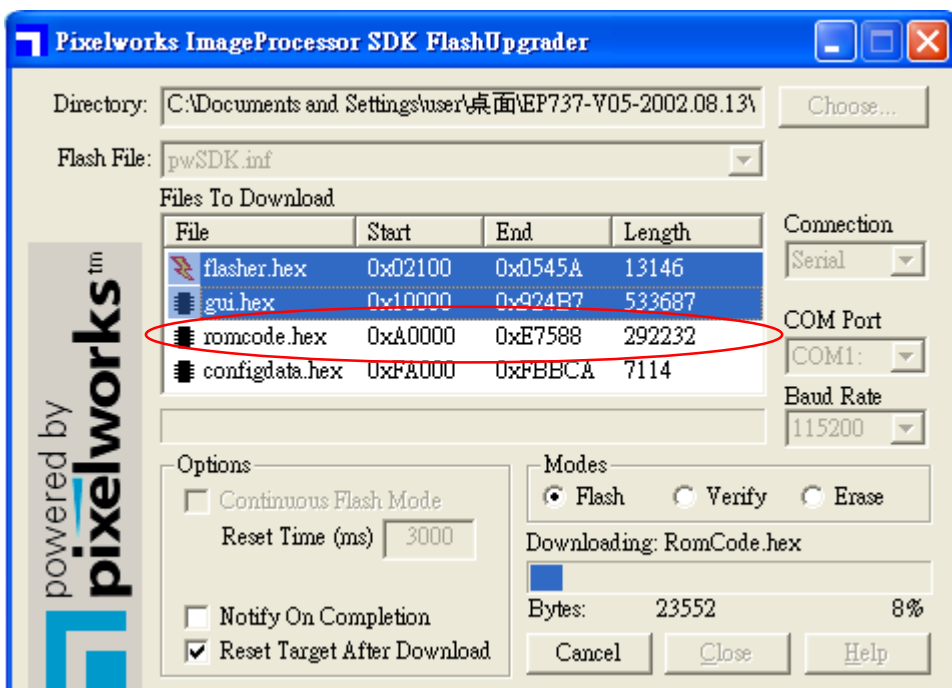 Pixelworks ImageProcessor SDK FlashUpgrader
Directory: C:\Documents and Settings\user\桌面\EP737-V05-2002.08.13\ Choose...
Flash File: pwSDK.inf
Files To Download
File Start End Length
flasher.hex 0x02100 0x0545A 13146
gui.hex 0x10000 0x924B7 533687
romcode.hex 0xA0000 0xE7588 292232
configdata.hex 0xFA000 0xFBBCA 7114
Connection
Serial
COM Port
COM1:
Baud Rate
115200
powered by
pixelworks tm
Options
Continuous Flash Mode
Reset Time (ms) 3000
Notify On Completion
Reset Target After Download
Modes
Flash Verify Erase
Downloading: RomCode.hex
Bytes: 23552 8%
Cancel Close Help